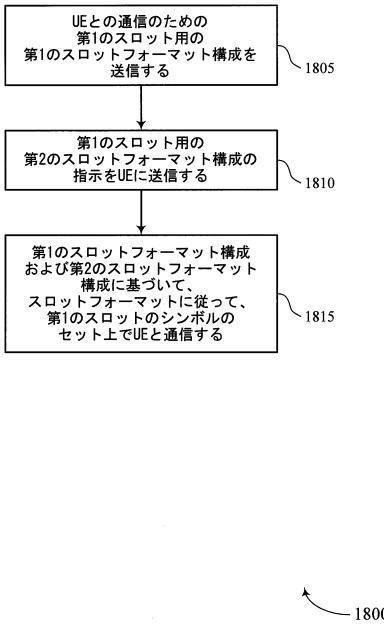 UEとの通信のための
第1のスロット用の
第1のスロットフォーマット構成を
送信する
1805
第1のスロット用の
第2のスロットフォーマット構成の
指示をUEに送信する
1810
第1のスロットフォーマット構成
および第2のスロットフォーマット
構成に基づいて、
スロットフォーマットに従って、
第1のスロットのシンボルの
セット上でUEと通信する
1815
1800